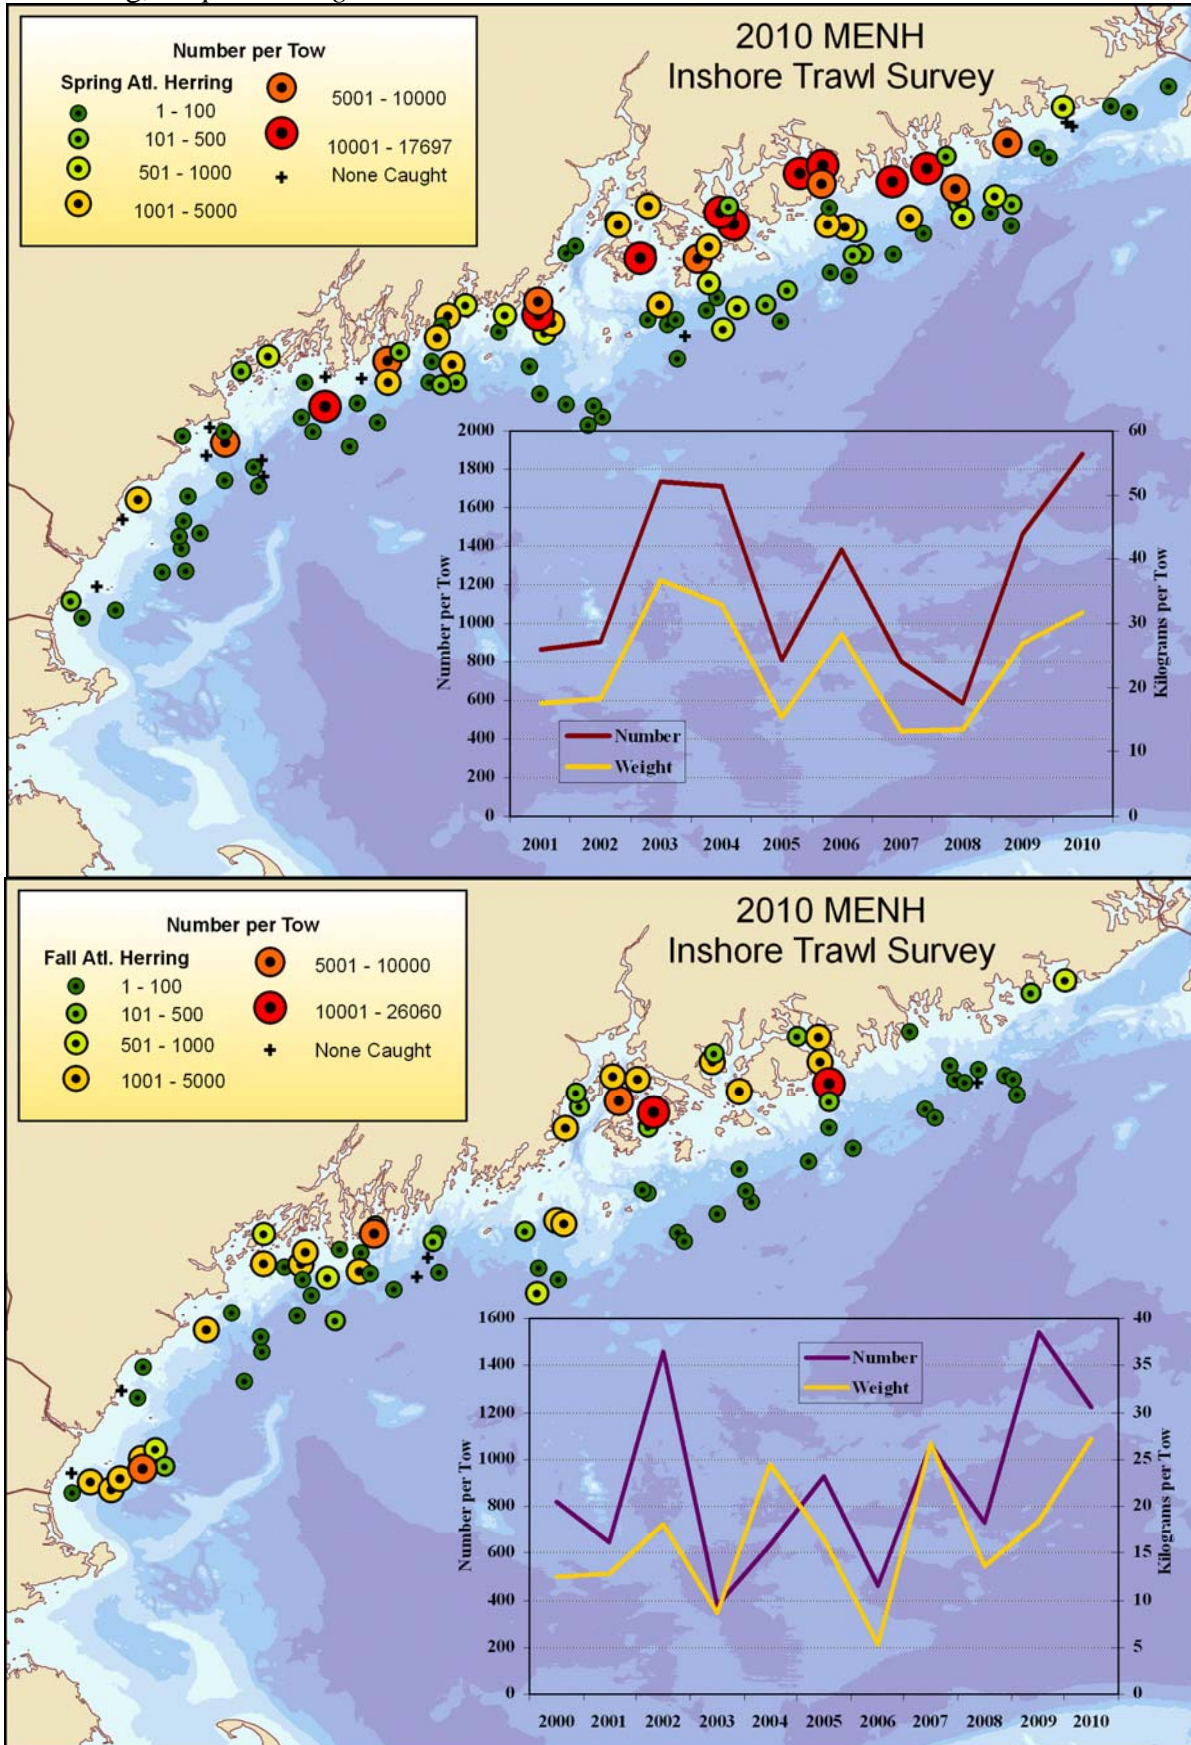 2010 MENH
Inshore Trawl Survey
Number per Tow
Spring Atl. Herring
1 - 100
101 - 500
501 - 1000
1001 - 5000
5001 - 10000
10001 - 17697
None Caught
Number per Tow
2000
1800
1600
1400
1200
1000
800
600
400
200
0
Kilograms per Tow
60
50
40
30
20
10
0
Number
Weight
2001 2002 2003 2004 2005 2006 2007 2008 2009 2010
2010 MENH
Inshore Trawl Survey
Number per Tow
Fall Atl. Herring
1 - 100
101 - 500
501 - 1000
1001 - 5000
5001 - 10000
10001 - 26060
None Caught
Number per Tow
1600
1400
1200
1000
800
600
400
200
0
Kilograms per Tow
40
35
30
25
20
15
10
5
0
Number
Weight
2000 2001 2002 2003 2004 2005 2006 2007 2008 2009 2010